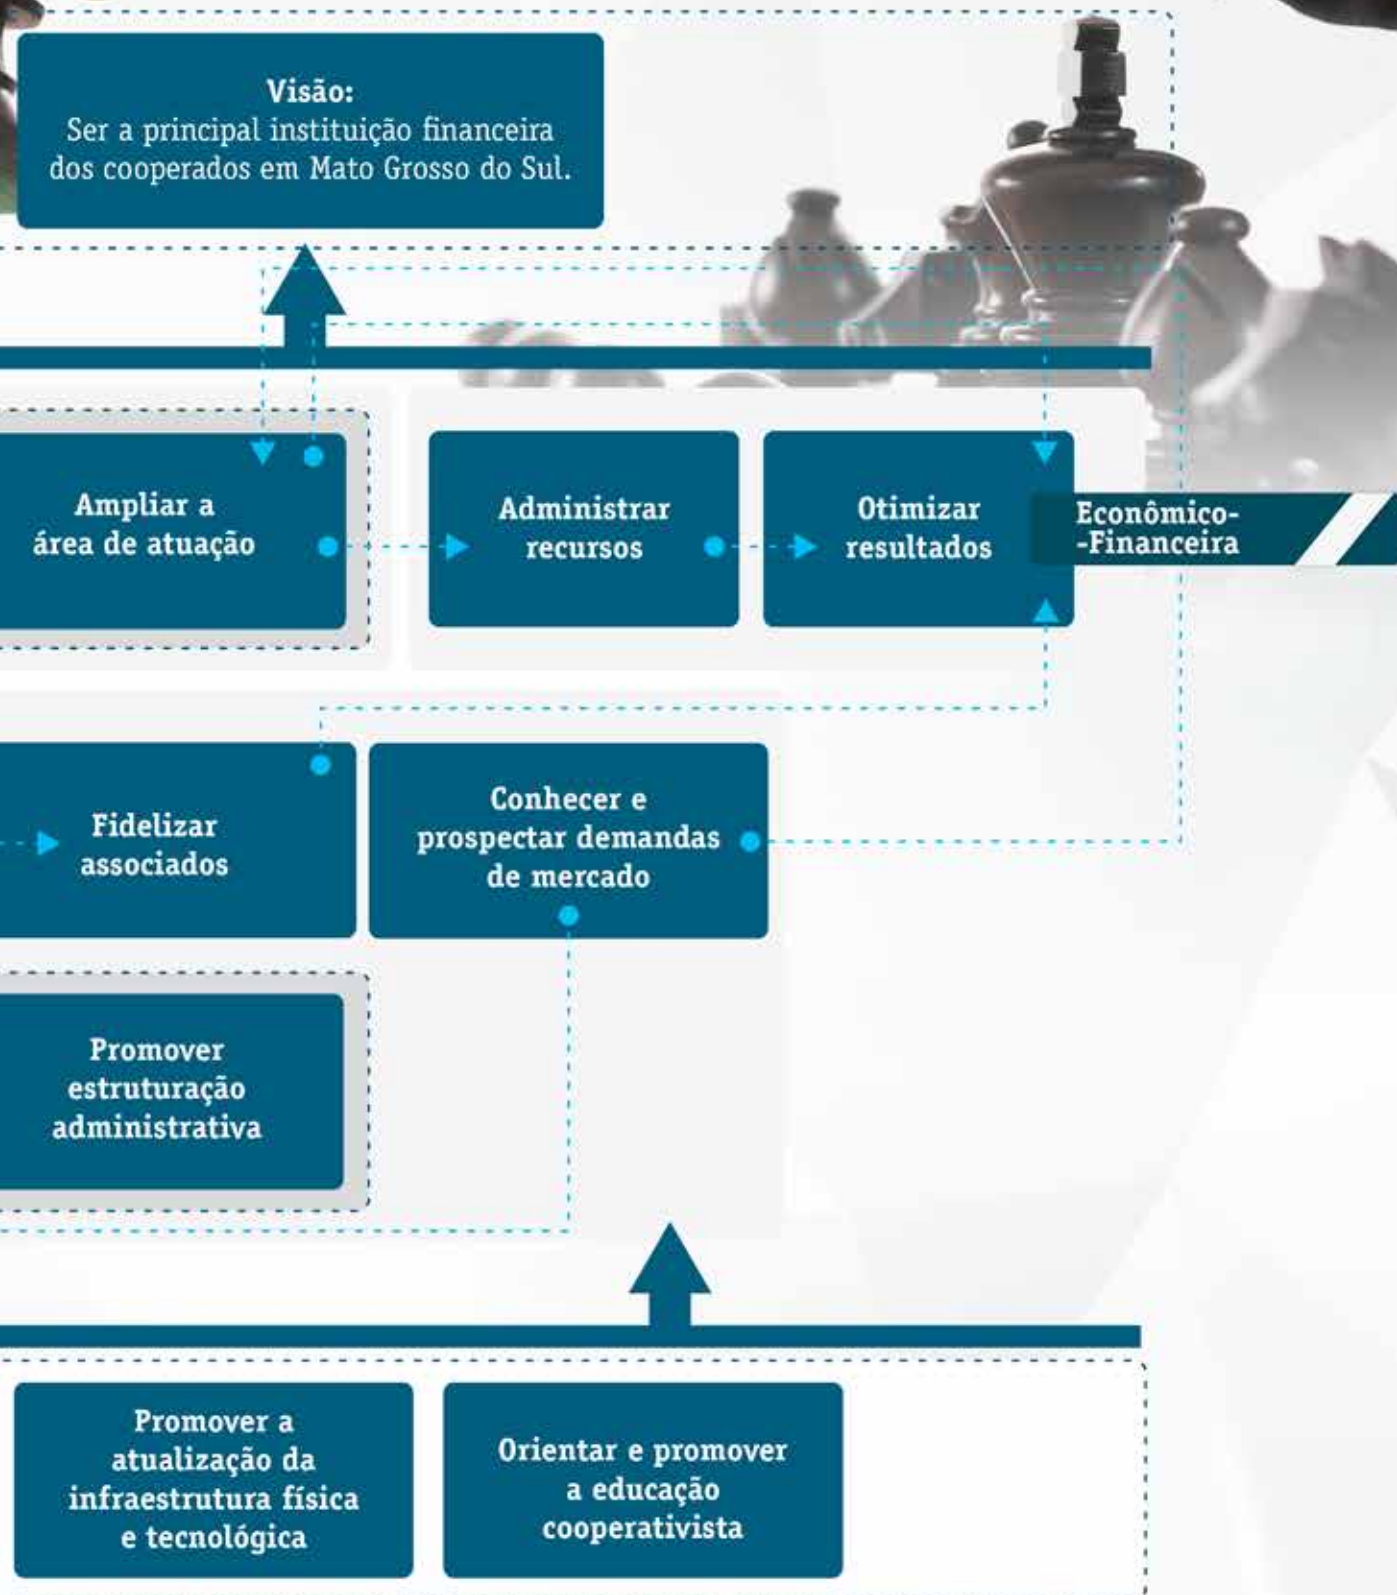 Visão:
Ser a principal instituição financeira
dos cooperados em Mato Grosso do Sul.
Ampliar a
área de atuação
Administrar
recursos
Otimizar
resultados
Econômico-
-Financeira
Fidelizar
associados
Conhecer e
prospectar demandas
de mercado
Promover
estruturação
administrativa
Promover a
atualização da
infraestrutura física
e tecnológica
Orientar e promover
a educação
cooperativista